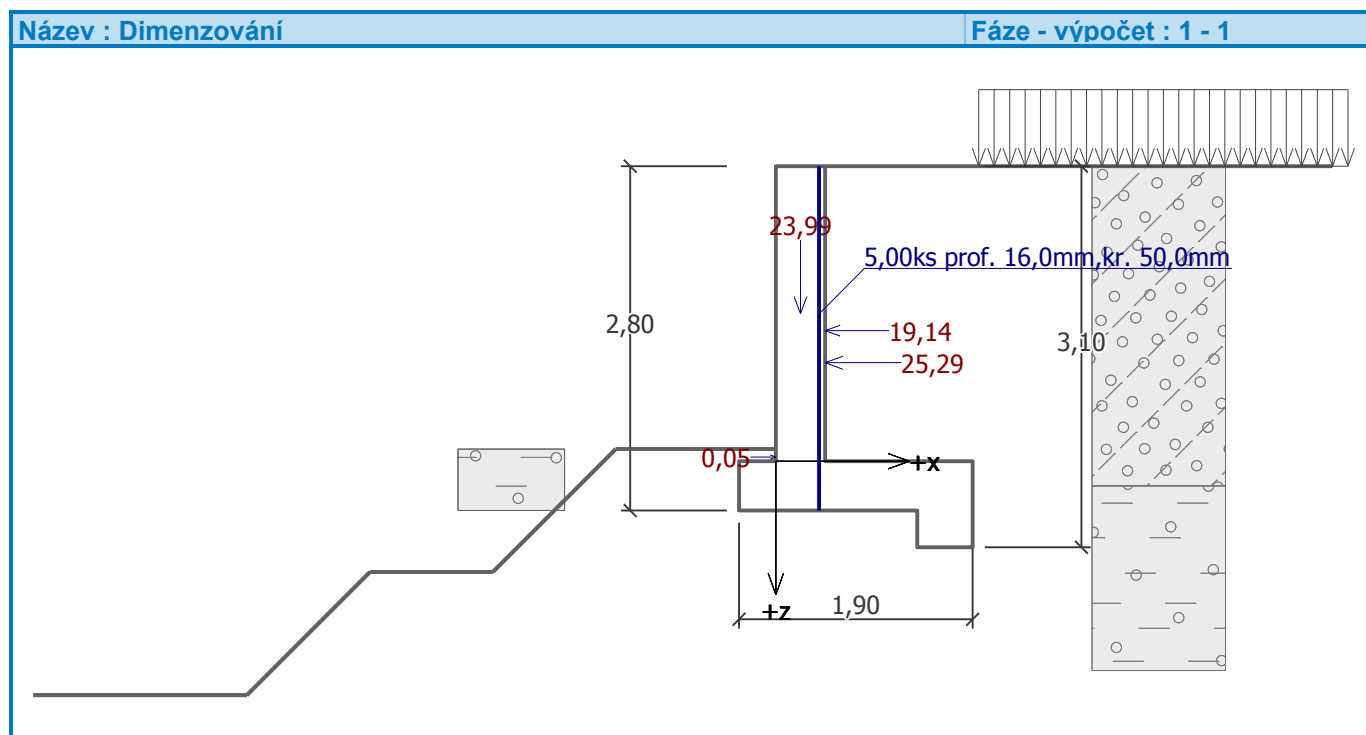 Název : Dimenzování
Fáze - výpočet : 1 - 1
23,99
5,00ks prof. 16,0mm,kr. 50,0mm
2,80
19,14
3,10
25,29
0,05
+x
1,90
+z